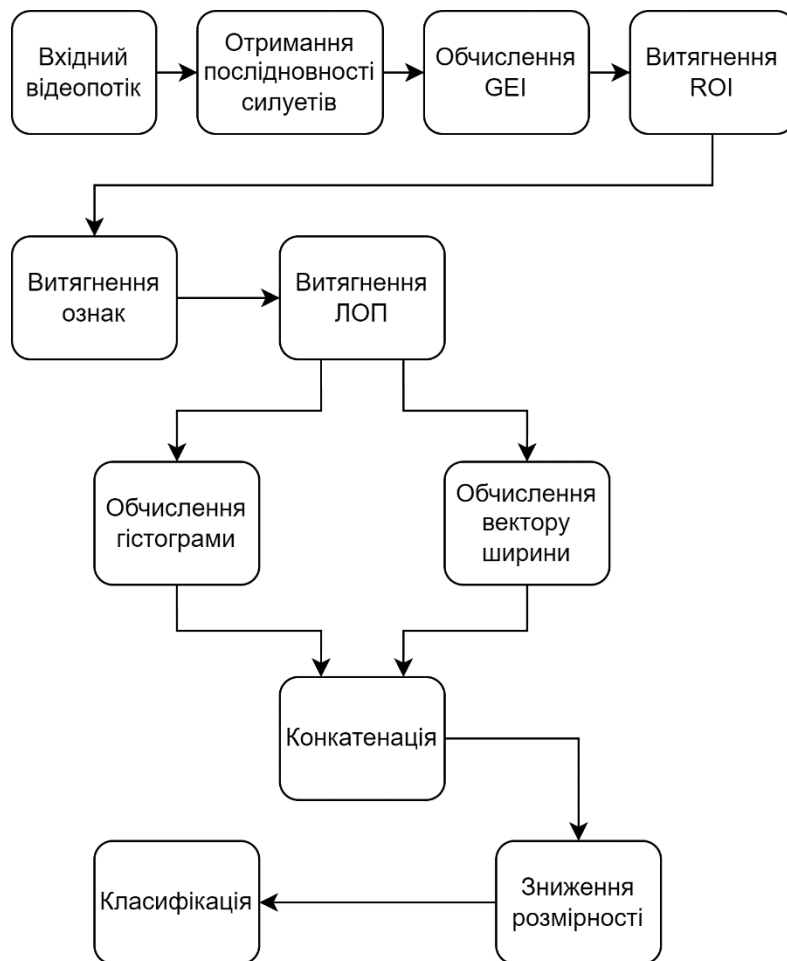 Вхідний
відеопотік
Отримання
послідновності
силуетів
Обчислення
GEI
Витягнення
ROI
Витягнення
ознак
Витягнення
ЛОП
Обчислення
гістограми
Обчислення
вектору
ширини
Конкатенація
Класифікація
Зниження
розмірності